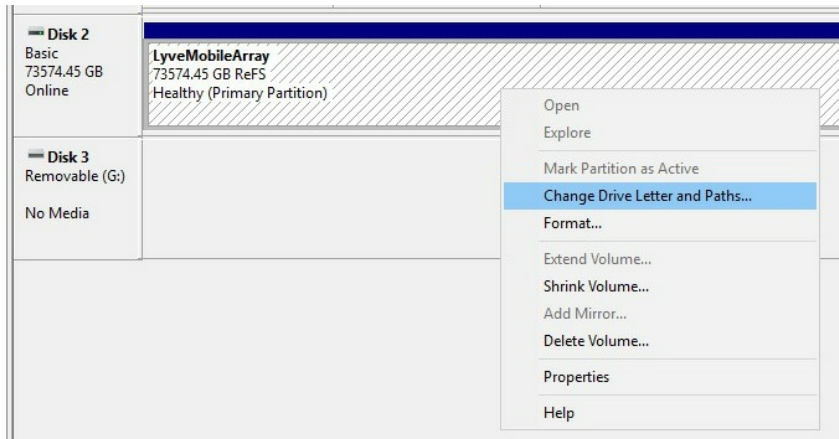 Disk 2
Basic
73574.45 GB
Online
LyveMobileArray
73574.45 GB ReFS
Healthy (Primary Partition)
Disk 3
Removable (G:)
No Media
Open
Explore
Mark Partition as Active
Change Drive Letter and Paths...
Format...
Extend Volume...
Shrink Volume...
Add Mirror...
Delete Volume...
Properties
Help